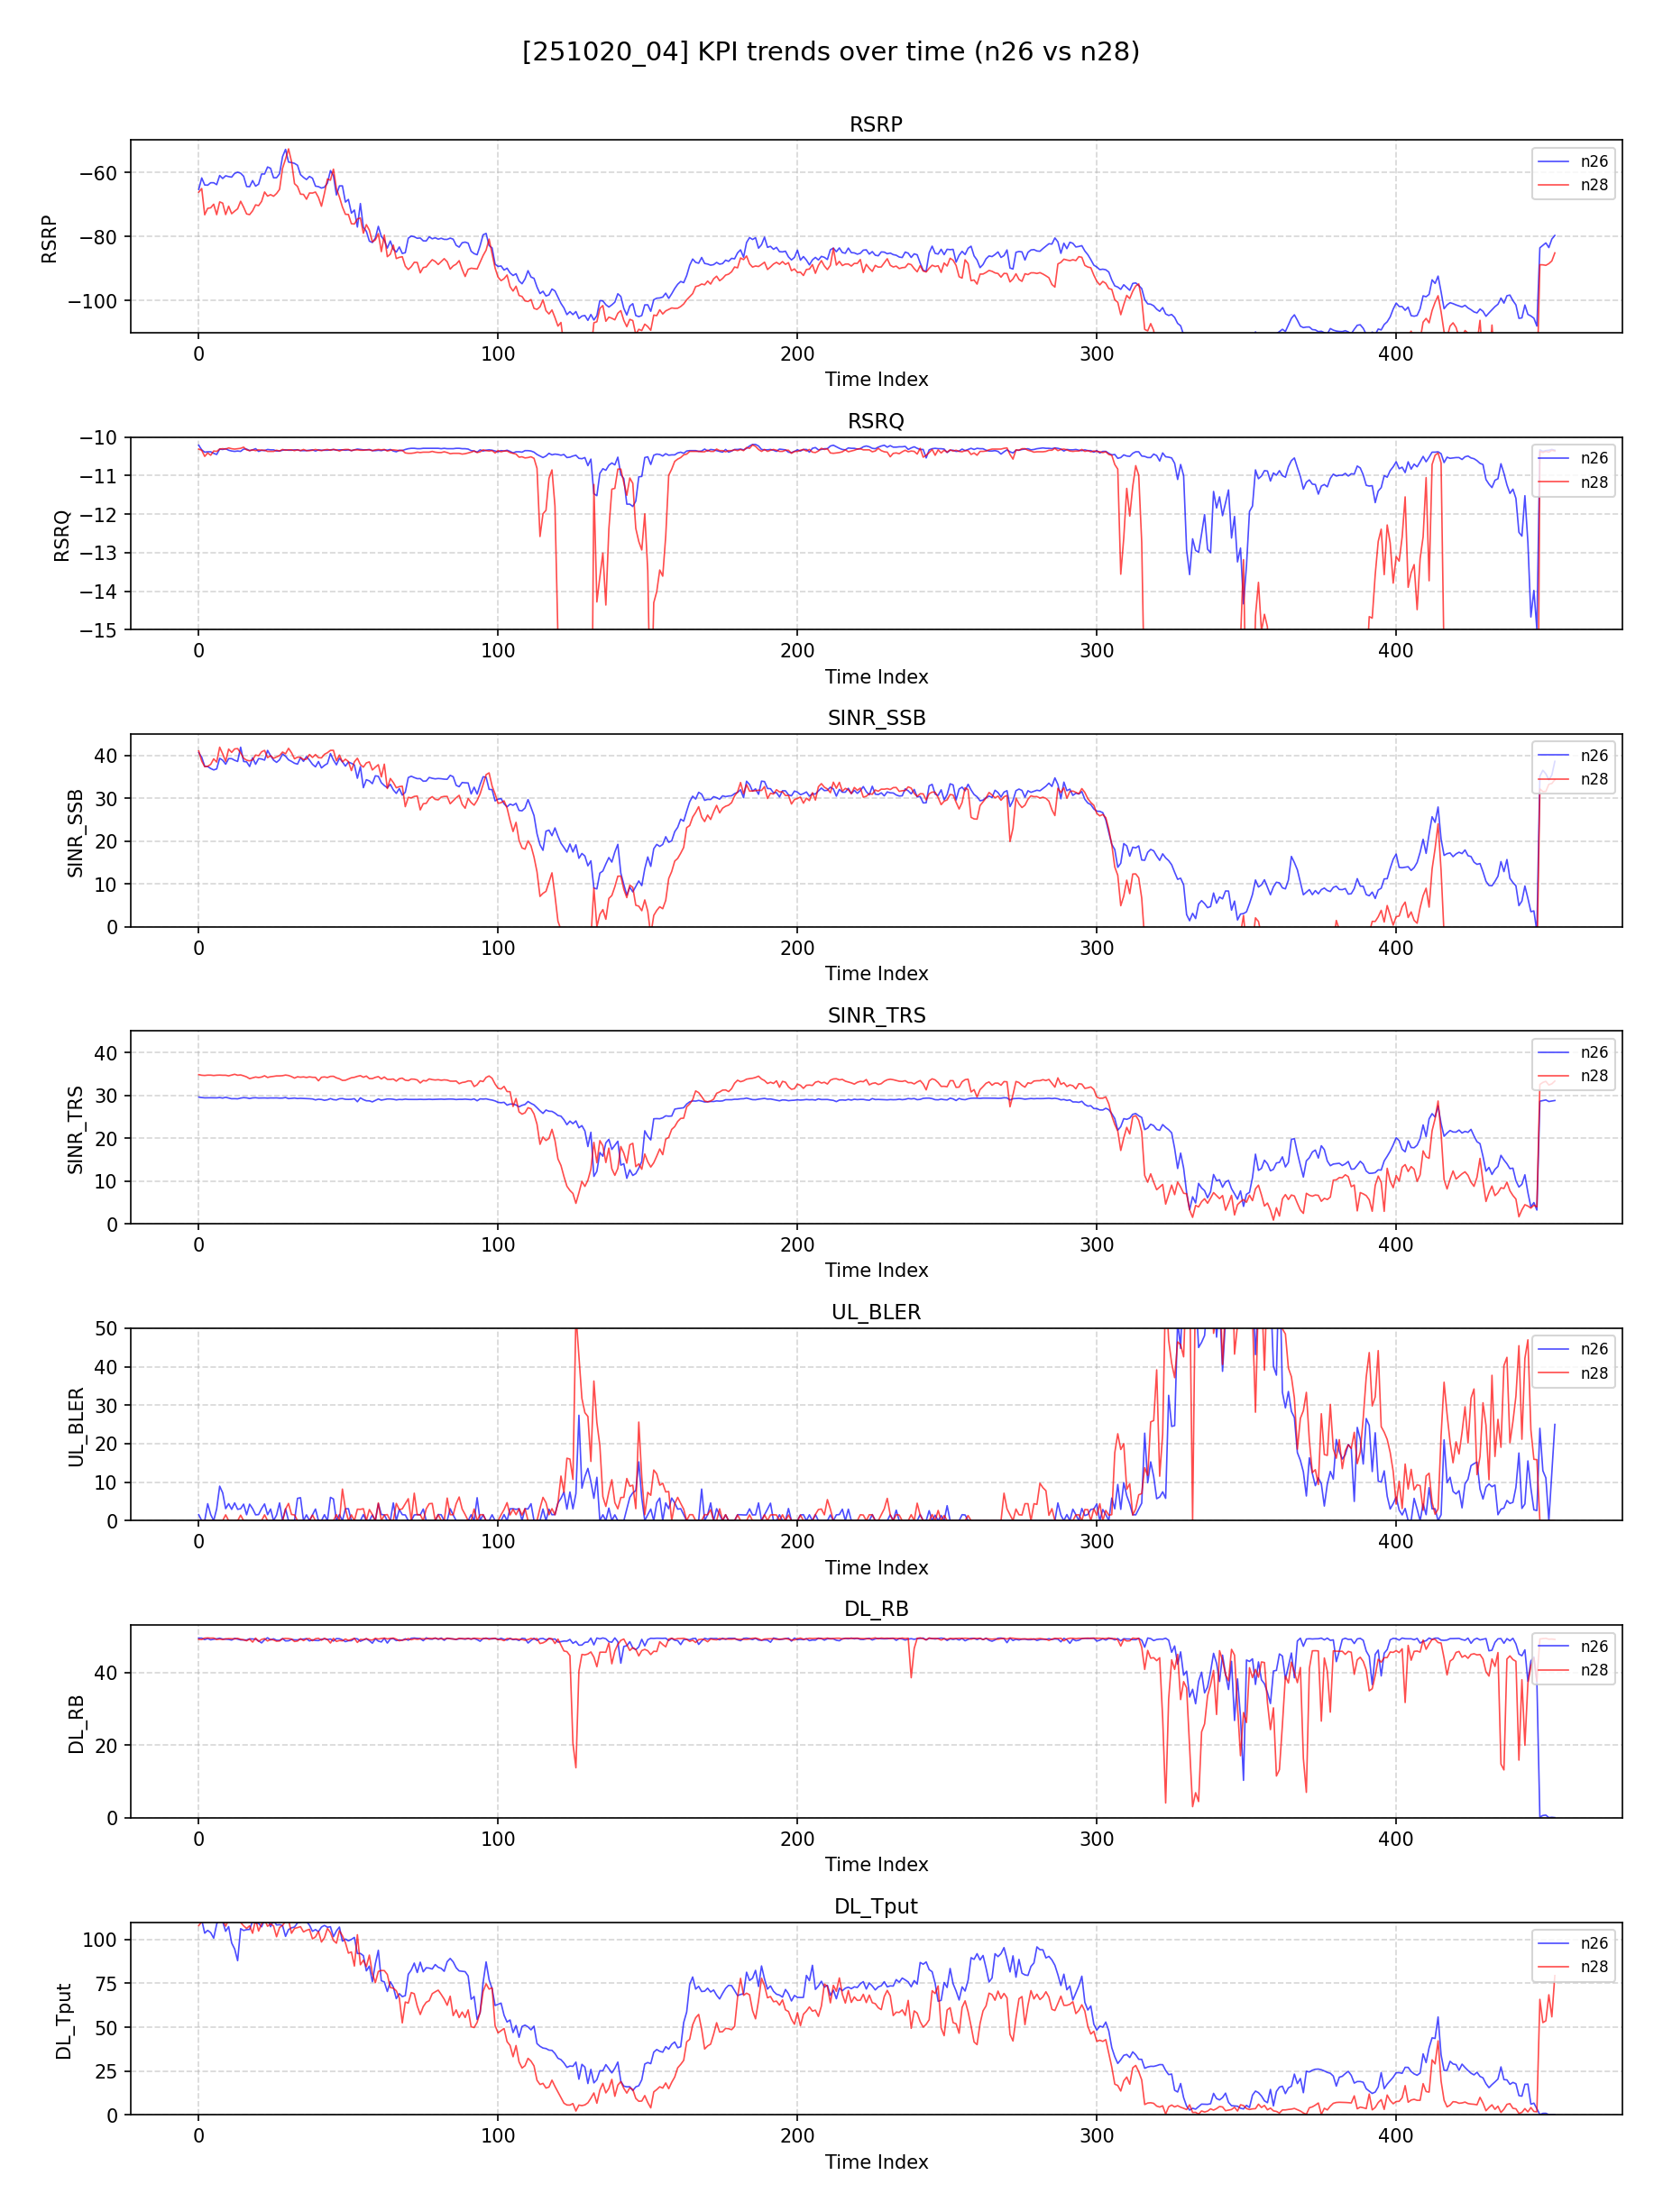 [251020_04] KPI trends over time (n26 vs n28)
RSRP
RSRP
−60
−80
−100
n26
n28
0 100 200 300 400
Time Index
RSRQ
RSRQ
−10
−11
−12
−13
−14
−15
n26
n28
0 100 200 300 400
Time Index
SINR_SSB
SINR_SSB
40
30
20
10
0
n26
n28
0 100 200 300 400
Time Index
SINR_TRS
SINR_TRS
40
30
20
10
0
n26
n28
0 100 200 300 400
Time Index
UL_BLER
UL_BLER
50
40
30
20
10
0
n26
n28
0 100 200 300 400
Time Index
DL_RB
DL_RB
40
20
0
n26
n28
0 100 200 300 400
Time Index
DL_Tput
DL_Tput
100
75
50
25
0
n26
n28
0 100 200 300 400
Time Index